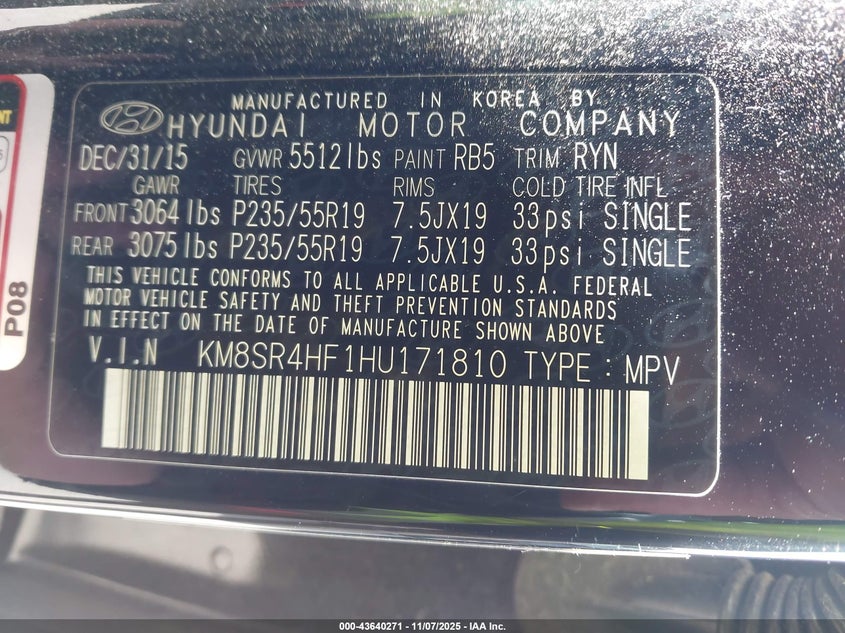 MANUFACTURED IN KOREA BY
HYUNDAI MOTOR COMPANY
DEC/31/15 GVWR 5512lbs PAINT RB5 TRIM RYN
GAWR TIRES RIMS COLD TIRE INFL
FRONT 3064lbs P235/55R19 7.5JX19 33psi SINGLE
REAR 3075lbs P235/55R19 7.5JX19 33psi SINGLE
THIS VEHICLE CONFORMS TO ALL APPLICABLE U.S.A. FEDERAL
MOTOR VEHICLE SAFETY AND THEFT PREVENTION STANDARDS
IN EFFECT ON THE DATE OF MANUFACTURE SHOWN ABOVE
V.I.N KM8SR4HF1HU171810 TYPE : MPV
P08
000-43640271 - 11/07/2025 - IAA Inc.